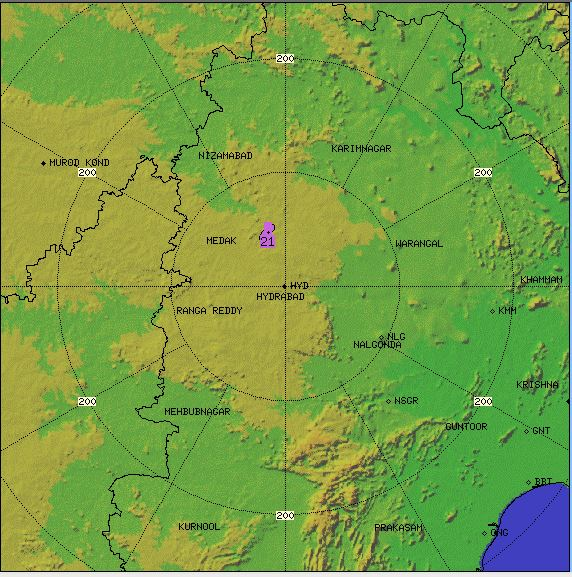 200
KARIMNAGAR
NIZAMABAD
MUROD KOND
200
200
MEDAK
21
WARANGAL
KHAMMAM
HYD
HYDRABAD
RANGA REDDY
KMM
NLG
NALGONDA
KRISHNA
200
NSGR
200
MEHBUBNAGAR
GUNTOOR
GNT
BPT
200
KURNOOL
PRAKASAM
ONG